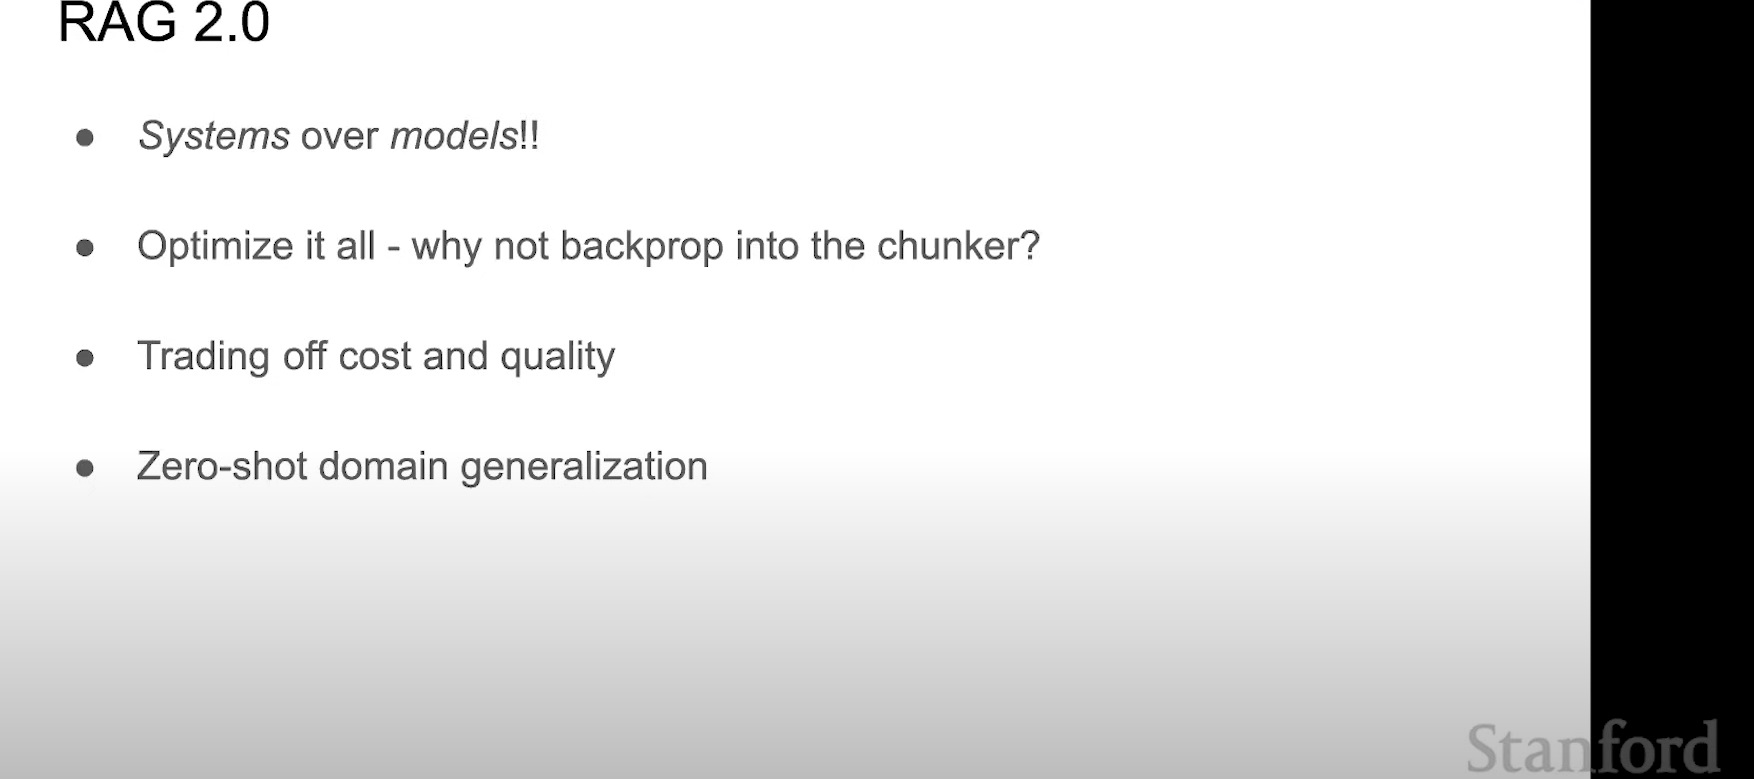 RAG 2.0
● Systems over models!!
● Optimize it all - why not backprop into the chunker?
● Trading off cost and quality
● Zero-shot domain generalization
Stanford